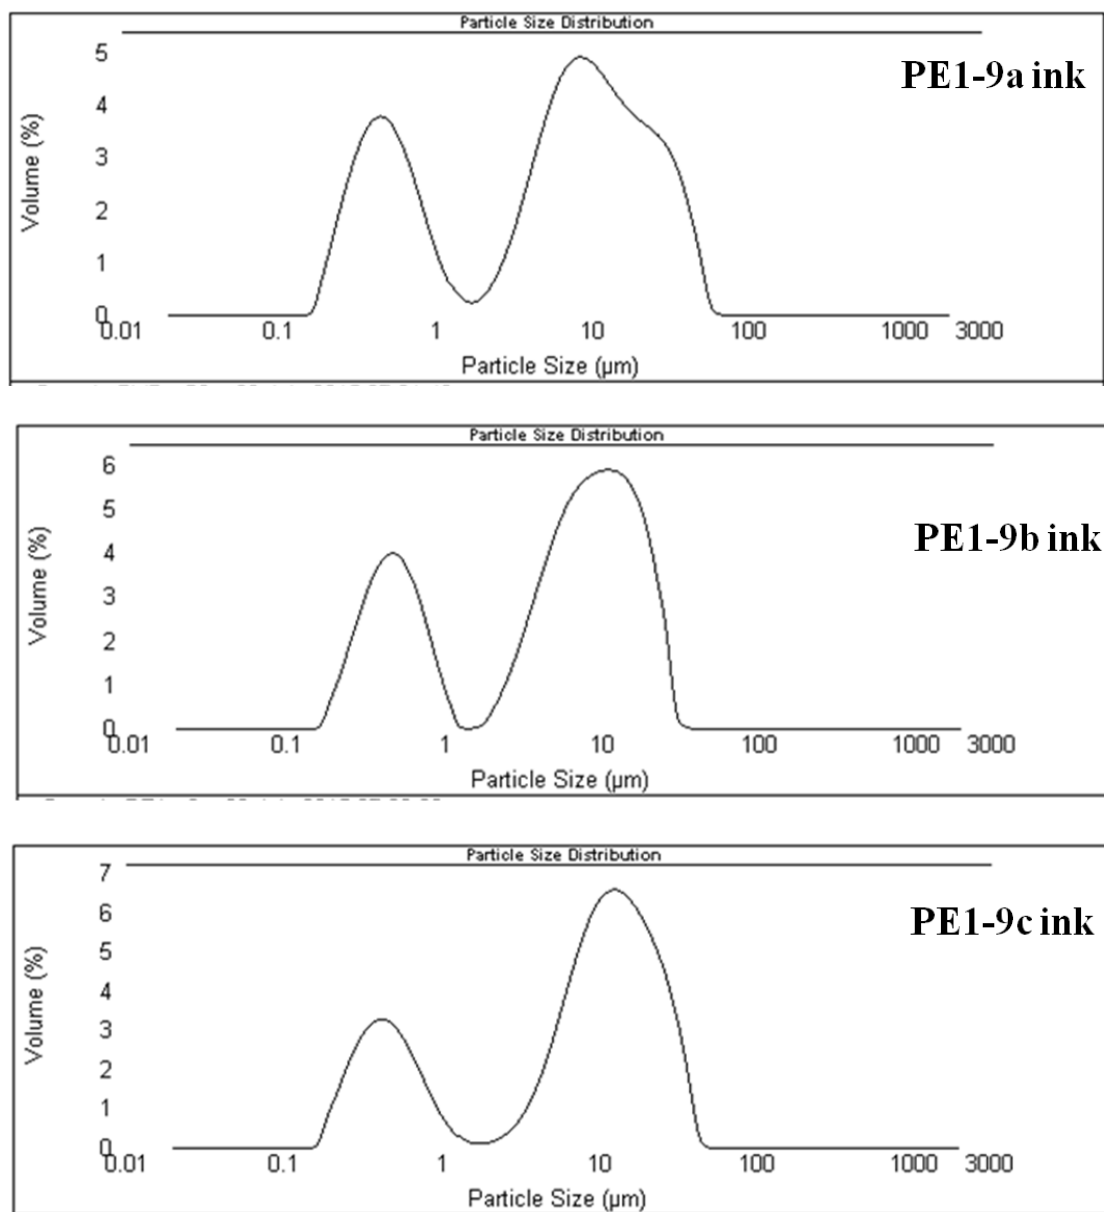 Particle Size Distribution
PE1-9a ink
Volume (%)
5
4
3
2
1
0
0.01 0.1 1 10 100 1000 3000
Particle Size (µm)
Particle Size Distribution
PE1-9b ink
Volume (%)
6
5
4
3
2
1
0
0.01 0.1 1 10 100 1000 3000
Particle Size (µm)
Particle Size Distribution
PE1-9c ink
Volume (%)
7
6
5
4
3
2
1
0
0.01 0.1 1 10 100 1000 3000
Particle Size (µm)